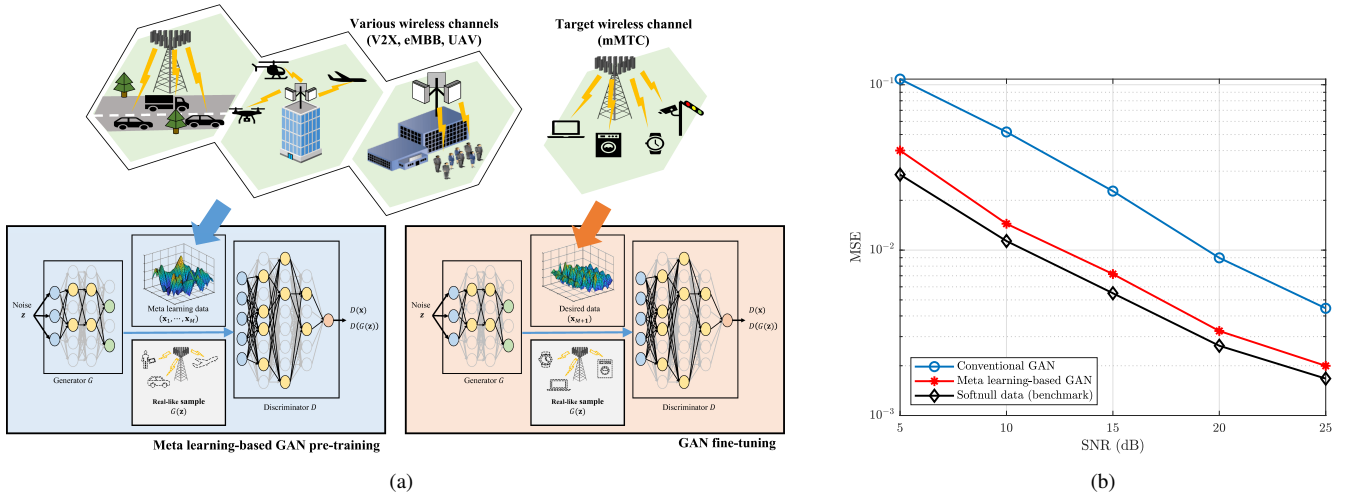 Various wireless channels
(V2X, eMBB, UAV)
Target wireless channel
(mMTC)
Noise
z
Generator G
Meta learning data
(x₁, ⋯, x_M)
Real-like sample
G(z)
Discriminator D
D(x)
D(G(z))
Meta learning-based GAN pre-training
Noise
z
Generator G
Desired data
(x_{M+1})
Real-like sample
G(z)
Discriminator D
D(x)
D(G(z))
GAN fine-tuning
(a)
MSE
10⁻¹
10⁻²
10⁻³
Conventional GAN
Meta learning-based GAN
Softnull data (benchmark)
5 10 15 20 25
SNR (dB)
(b)